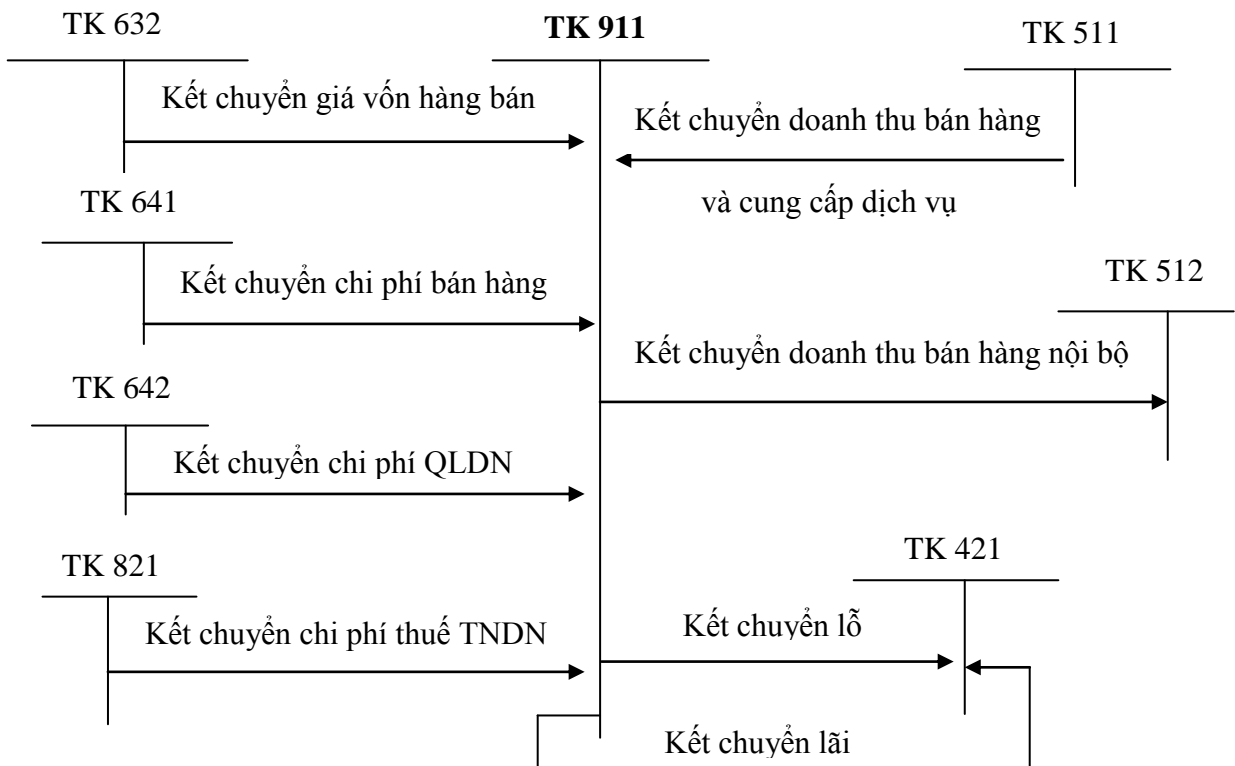 TK 632
TK 911
TK 511
Kết chuyển giá vốn hàng bán
Kết chuyển doanh thu bán hàng
và cung cấp dịch vụ
TK 641
Kết chuyển chi phí bán hàng
TK 512
Kết chuyển doanh thu bán hàng nội bộ
TK 642
Kết chuyển chi phí QLDN
TK 421
TK 821
Kết chuyển chi phí thuế TNDN
Kết chuyển lỗ
Kết chuyển lãi